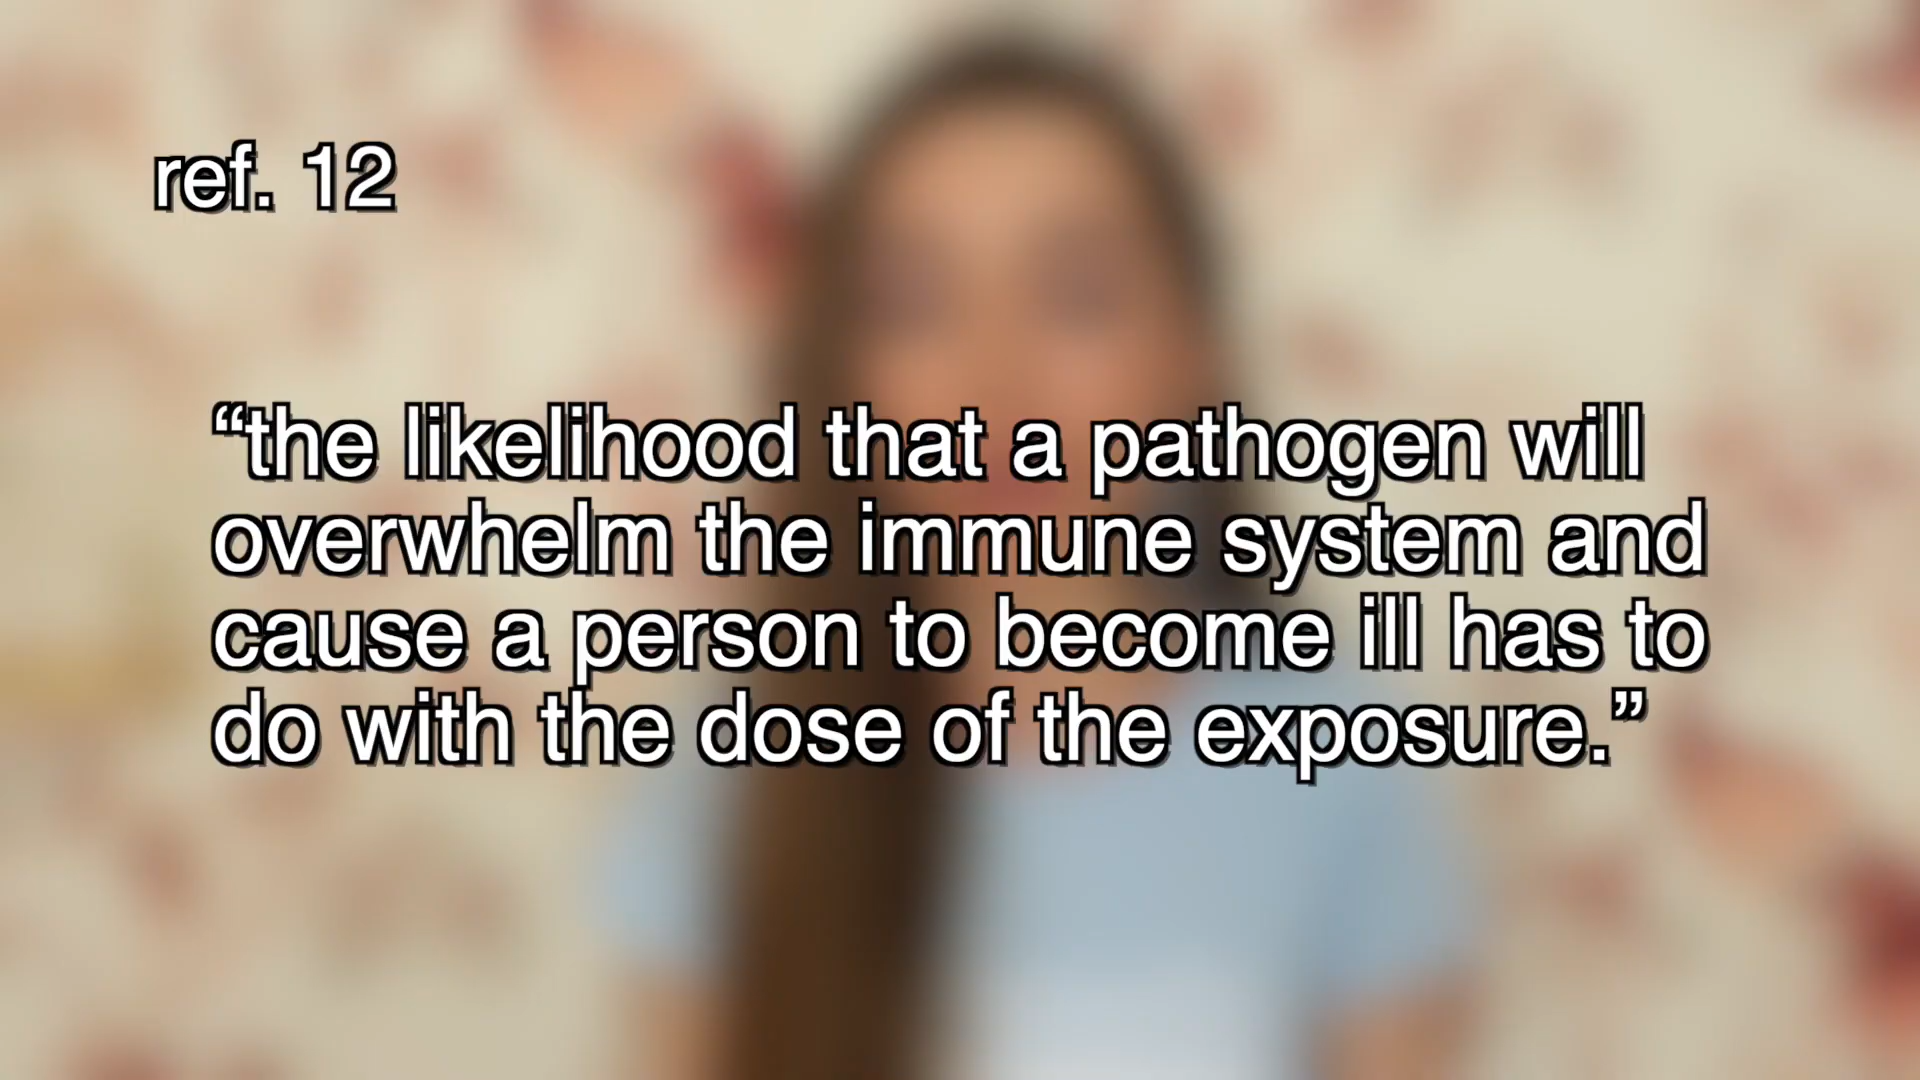 ref. 12
“the likelihood that a pathogen will
overwhelm the immune system and
cause a person to become ill has to
do with the dose of the exposure.”